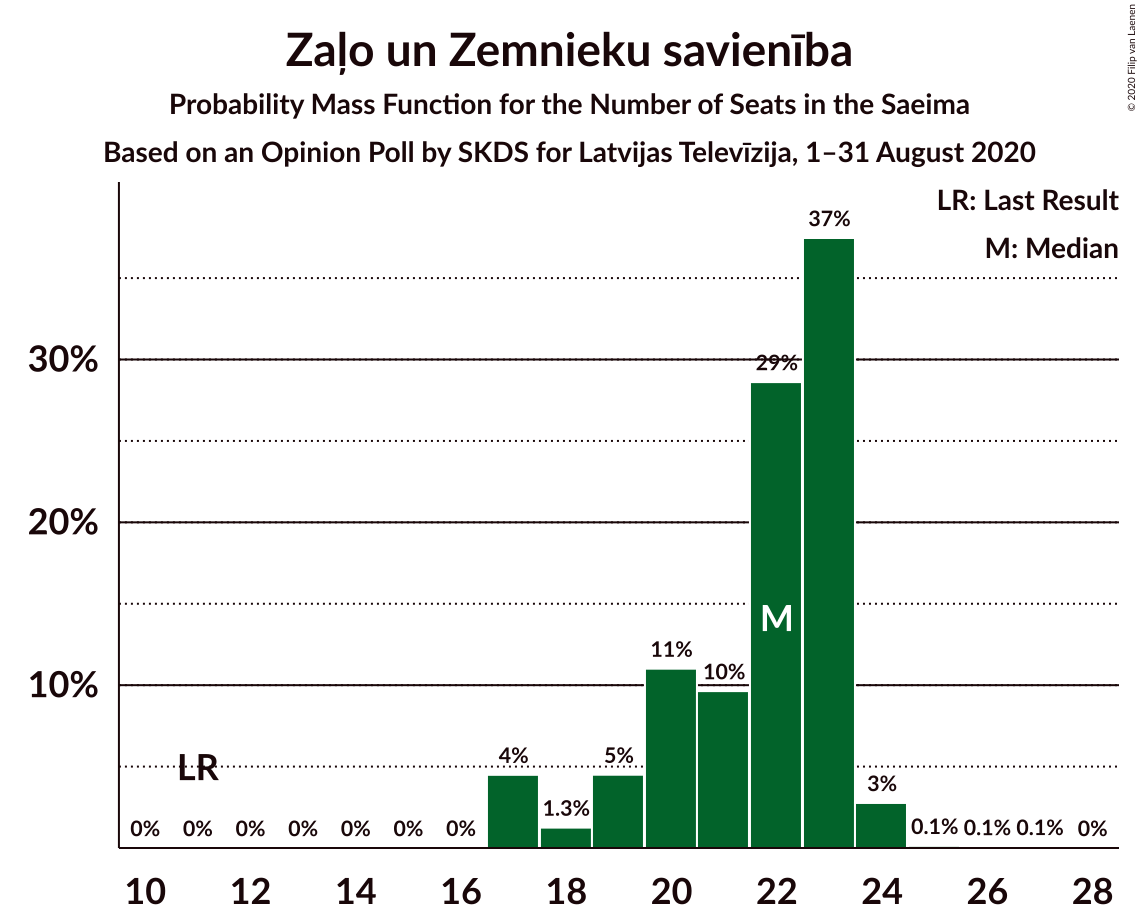 Zaļo un Zemnieku savienība
Probability Mass Function for the Number of Seats in the Saeima
Based on an Opinion Poll by SKDS for Latvijas Televīzija, 1–31 August 2020
© 2020 Filip van Laenen
LR: Last Result
M: Median
37%
30%
29%
20%
M
11%
10%
10%
LR
4%
5%
3%
1.3%
0% 0% 0% 0% 0% 0% 0% 0.1% 0.1% 0.1% 0%
10 12 14 16 18 20 22 24 26 28